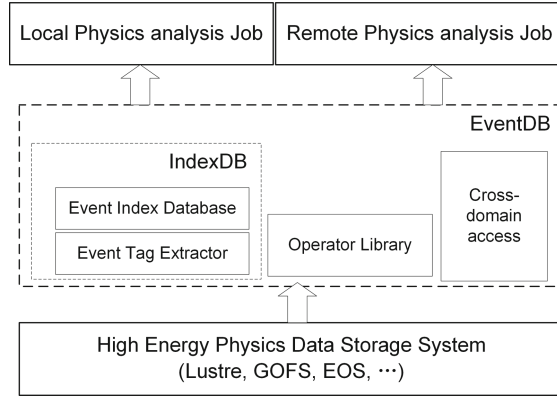 Local Physics analysis Job
Remote Physics analysis Job
EventDB
IndexDB
Event Index Database
Event Tag Extractor
Operator Library
Cross-
domain
access
High Energy Physics Data Storage System
(Lustre, GOFS, EOS, ⋯)